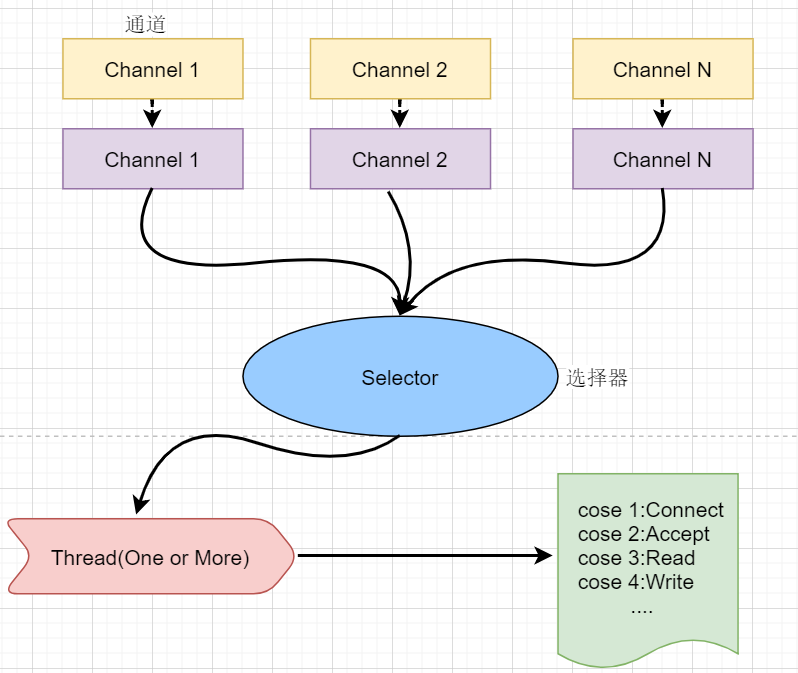 通道
Channel 1
Channel 2
Channel N
Channel 1
Channel 2
Channel N
Selector
选择器
Thread(One or More)
cose 1:Connect
cose 2:Accept
cose 3:Read
cose 4:Write
....